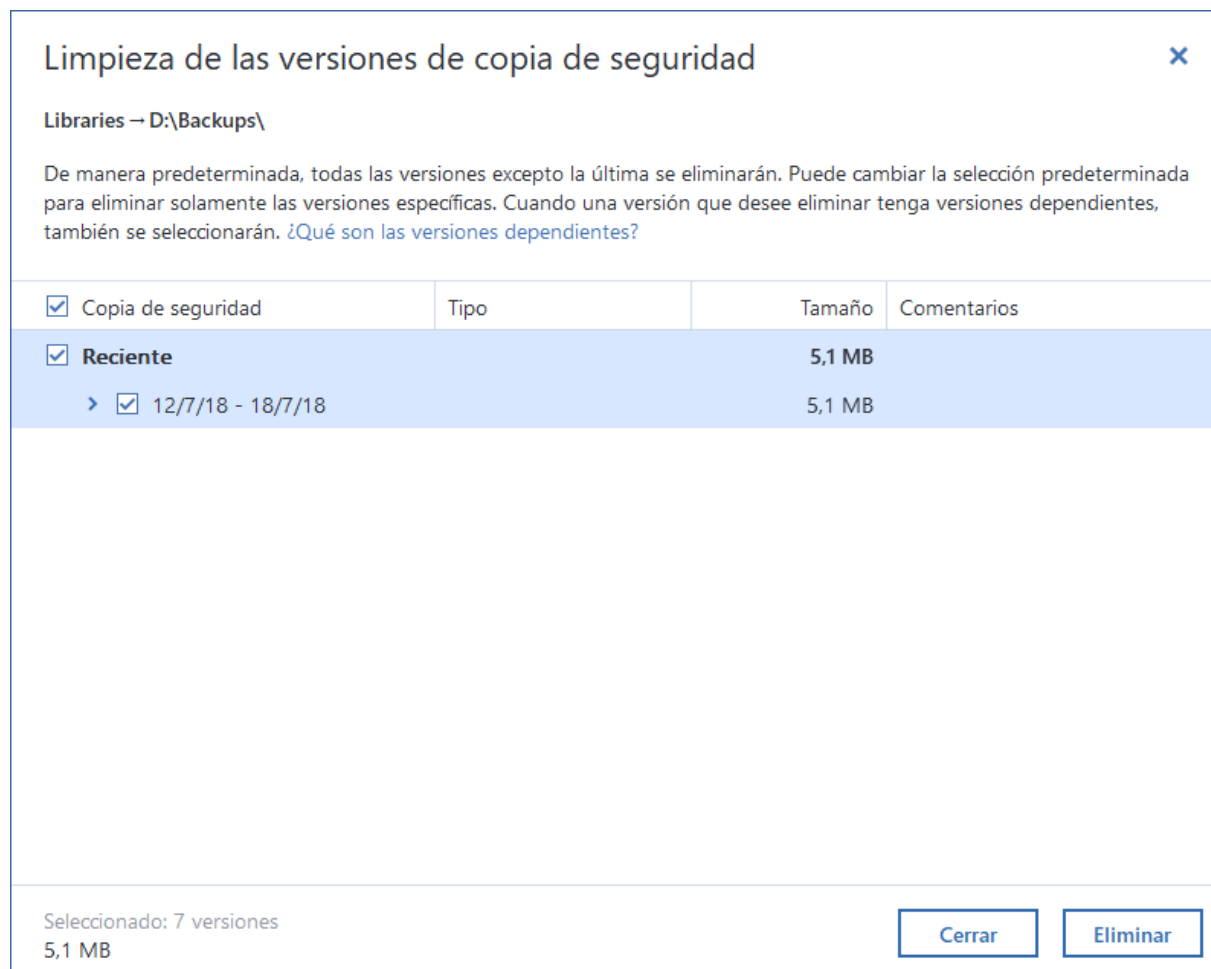 Limpieza de las versiones de copia de seguridad
Libraries → D:\Backups\
De manera predeterminada, todas las versiones excepto la última se eliminarán. Puede cambiar la selección predeterminada
para eliminar solamente las versiones específicas. Cuando una versión que desee eliminar tenga versiones dependientes,
también se seleccionarán. ¿Qué son las versiones dependientes?
Copia de seguridad Tipo Tamaño Comentarios
Reciente 5,1 MB
12/7/18 - 18/7/18 5,1 MB
Seleccionado: 7 versiones
5,1 MB
Cerrar Eliminar